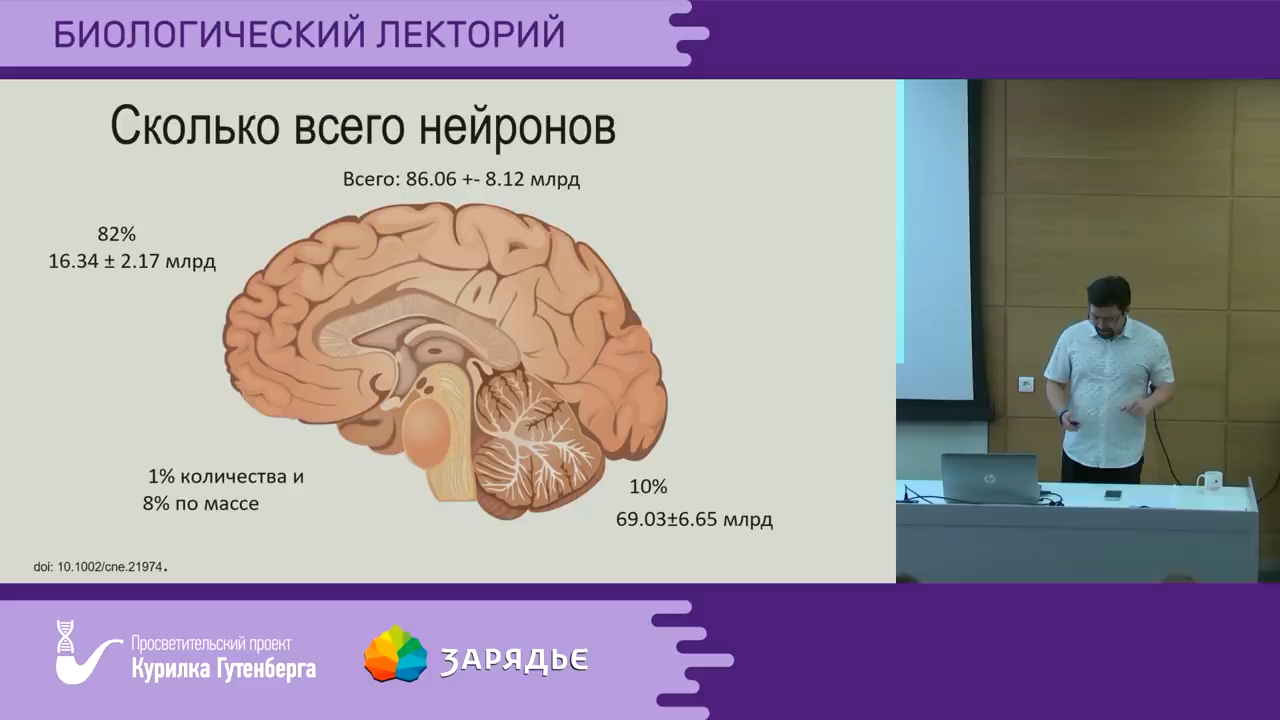 БИОЛОГИЧЕСКИЙ ЛЕКТОРИЙ
Сколько всего нейронов
Всего: 86.06 +- 8.12 млрд
82%
16.34 ± 2.17 млрд
1% количества и
8% по массе
10%
69.03±6.65 млрд
doi: 10.1002/cne.21974.
hp
Просветительский проект
Курилка Гутенберга
ЗАРЯДЬЕ